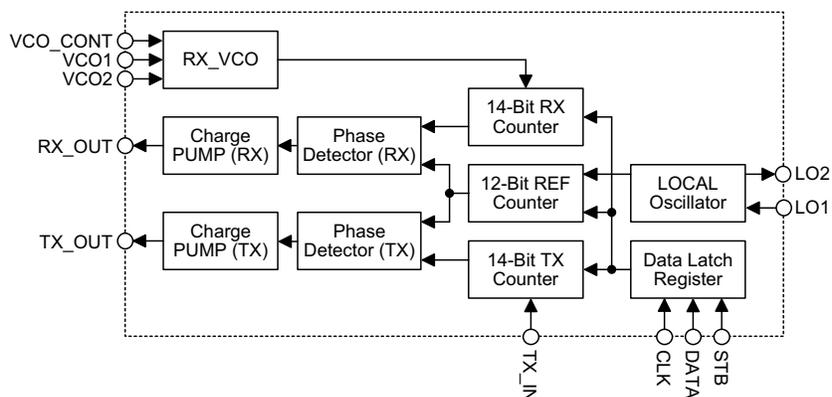 VCO_CONT
VCO1
VCO2
RX_VCO
14-Bit RX
Counter
RX_OUT
Charge
PUMP (RX)
Phase
Detector (RX)
12-Bit REF
Counter
LOCAL
Oscillator
LO2
LO1
TX_OUT
Charge
PUMP (TX)
Phase
Detector (TX)
14-Bit TX
Counter
Data Latch
Register
TX_IN
CLK
DATA
STB